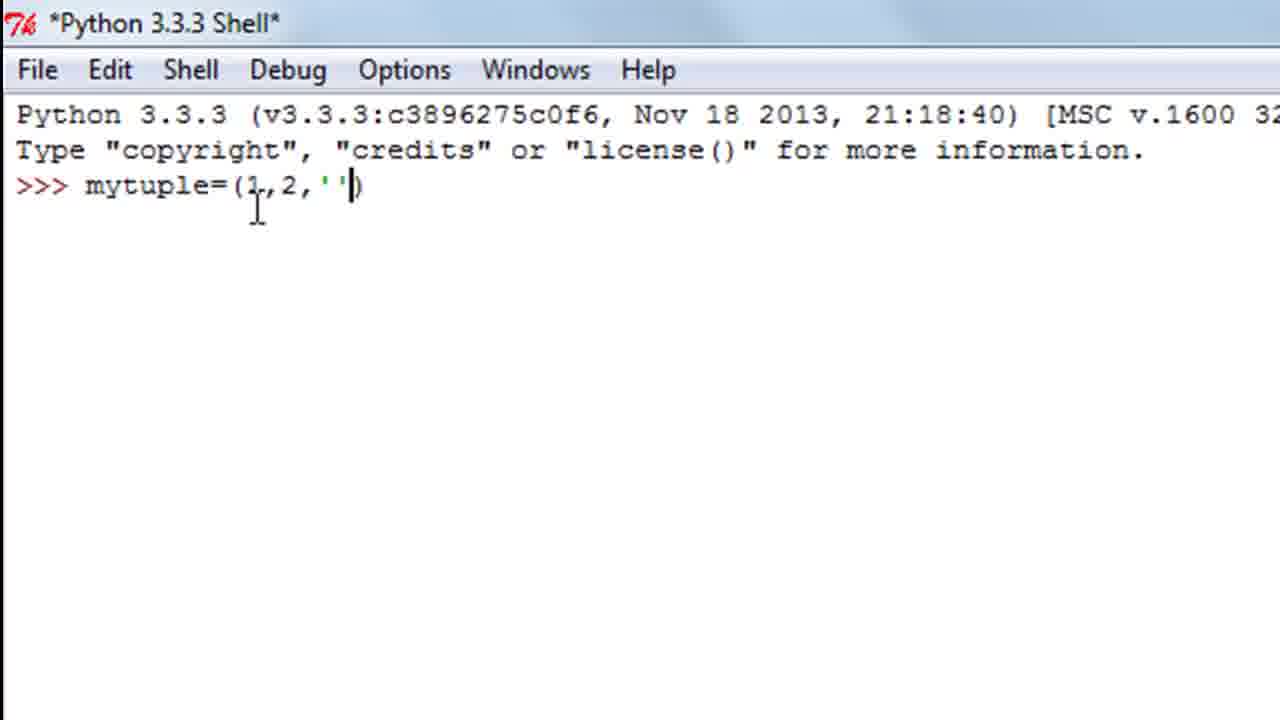 *Python 3.3.3 Shell*
File Edit Shell Debug Options Windows Help
Python 3.3.3 (v3.3.3:c3896275c0f6, Nov 18 2013, 21:18:40) [MSC v.1600 32
Type "copyright", "credits" or "license()" for more information.
>>> mytuple=(1,2,'')